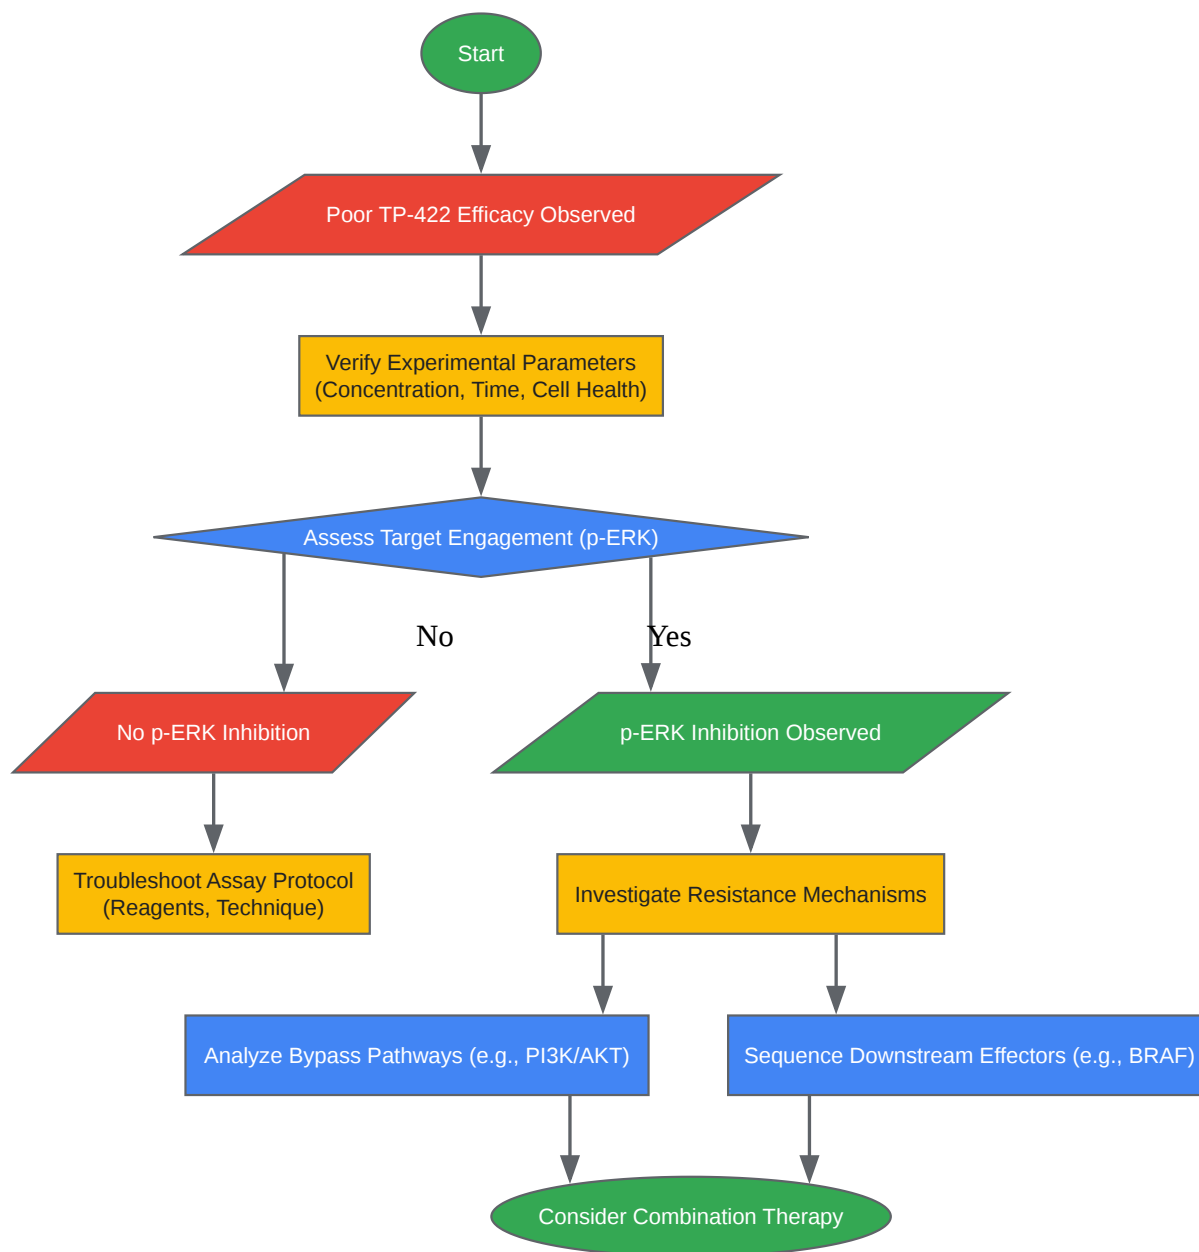 Start
Poor TP-422 Efficacy Observed
Verify Experimental Parameters
(Concentration, Time, Cell Health)
Assess Target Engagement (p-ERK)
No
Yes
No p-ERK Inhibition
p-ERK Inhibition Observed
Troubleshoot Assay Protocol
(Reagents, Technique)
Investigate Resistance Mechanisms
Analyze Bypass Pathways (e.g., PI3K/AKT)
Sequence Downstream Effectors (e.g., BRAF)
Consider Combination Therapy